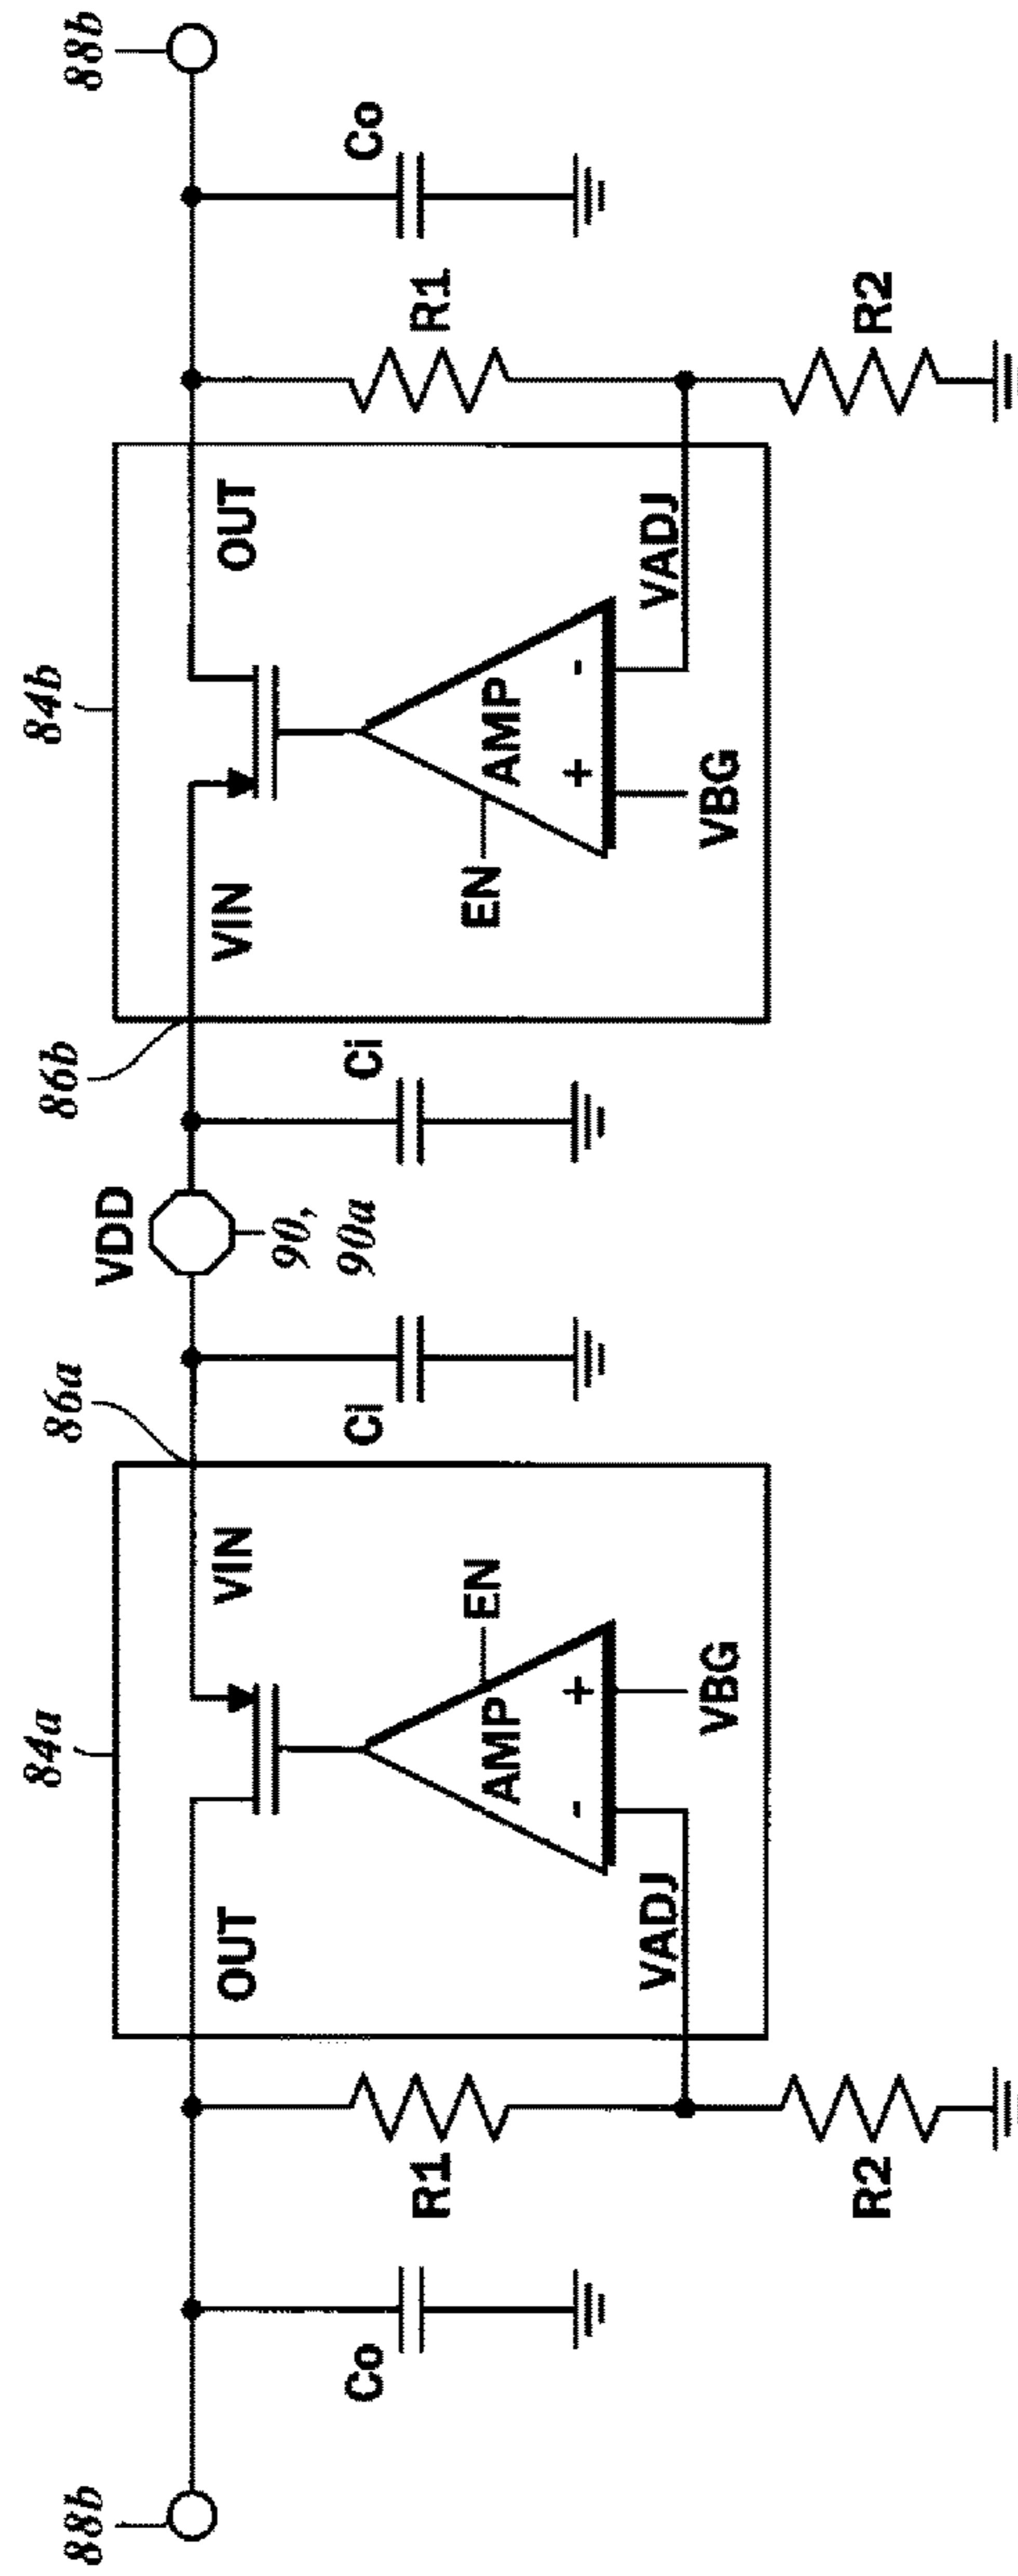 88b
Co
R1
R2
84a
OUT
VIN
AMP
-
+
EN
VADJ
VBG
86a
Ci
VDD
90,
90a
86b
Ci
84b
VIN
OUT
EN
AMP
+
-
VBG
VADJ
R1
R2
Co
88b